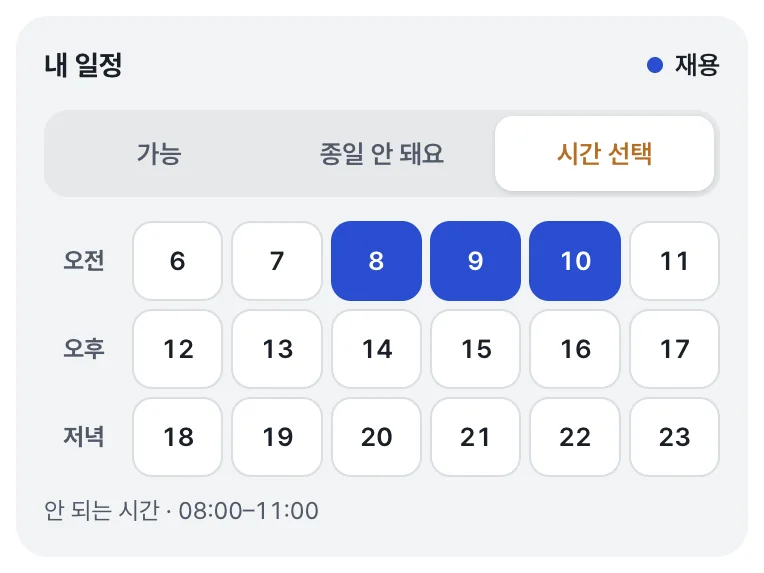 내 일정 재용
가능 종일 안 돼요 시간 선택
오전 6 7 8 9 10 11
오후 12 13 14 15 16 17
저녁 18 19 20 21 22 23
안 되는 시간 · 08:00–11:00